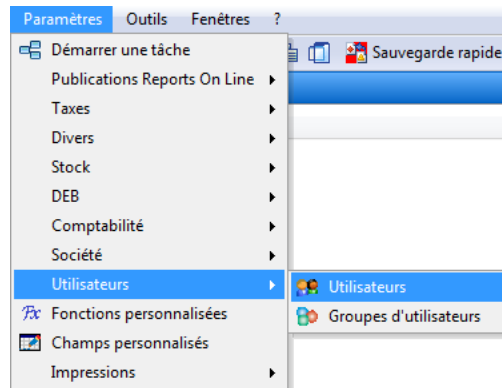 Paramètres Outils Fenêtres ?
Démarrer une tâche
Sauvegarde rapide
Publications Reports On Line
Taxes
Divers
Stock
DEB
Comptabilité
Société
Utilisateurs
Utilisateurs
Fx Fonctions personnalisées
Groupes d'utilisateurs
Champs personnalisés
Impressions